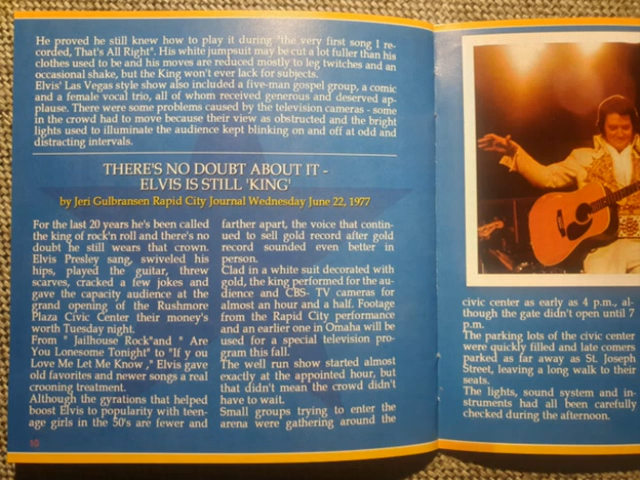 He proved he still knew how to play it during "the very first song I re-
corded, That's All Right". His white jumpsuit may be cut a lot fuller than his
clothes used to be and his moves are reduced mostly to leg twitches and an
occasional shake, but the King won't ever lack for subjects.
Elvis' Las Vegas style show also included a five-man gospel group, a comic
and a female vocal trio, all of whom received generous and deserved ap-
plause. There were some problems caused by the television cameras - some
in the crowd had to move because their view as obstructed and the bright
lights used to illuminate the audience kept blinking on and off at odd and
distracting intervals.
THERE'S NO DOUBT ABOUT IT -
ELVIS IS STILL 'KING'
by Jeri Gulbransen Rapid City Journal Wednesday June 22, 1977
For the last 20 years he's been called
the king of rock'n roll and there's no
doubt he still wears that crown.
Elvis Presley sang, swiveled his
hips, played the guitar, threw
scarves, cracked a few jokes and
gave the capacity audience at the
grand opening of the Rushmore
Plaza Civic Center their money's
worth Tuesday night.
From " Jailhouse Rock"and " Are
You Lonesome Tonight" to "If y ou
Love Me Let Me Know ," Elvis gave
old favorites and newer songs a real
crooning treatment.
Although the gyrations that helped
boost Elvis to popularity with teen-
age girls in the 50's are fewer and
farther apart, the voice that contin-
ued to sell gold record after gold
record sounded even better in
person.
Clad in a white suit decorated with
gold, the king performed for the au-
dience and CBS- TV cameras for
almost an hour and a half. Footage
from the Rapid City performance
and an earlier one in Omaha will be
used for a special television pro-
gram this fall.
The well run show started almost
exactly at the appointed hour, but
that didn't mean the crowd didn't
have to wait.
Small groups trying to enter the
arena were gathering around the
civic center as early as 4 p.m., al-
though the gate didn't open until 7
p.m.
The parking lots of the civic center
were quickly filled and late comers
parked as far away as St. Joseph
Street, leaving a long walk to their
seats.
The lights, sound system and in-
struments had all been carefully
checked during the afternoon.
10